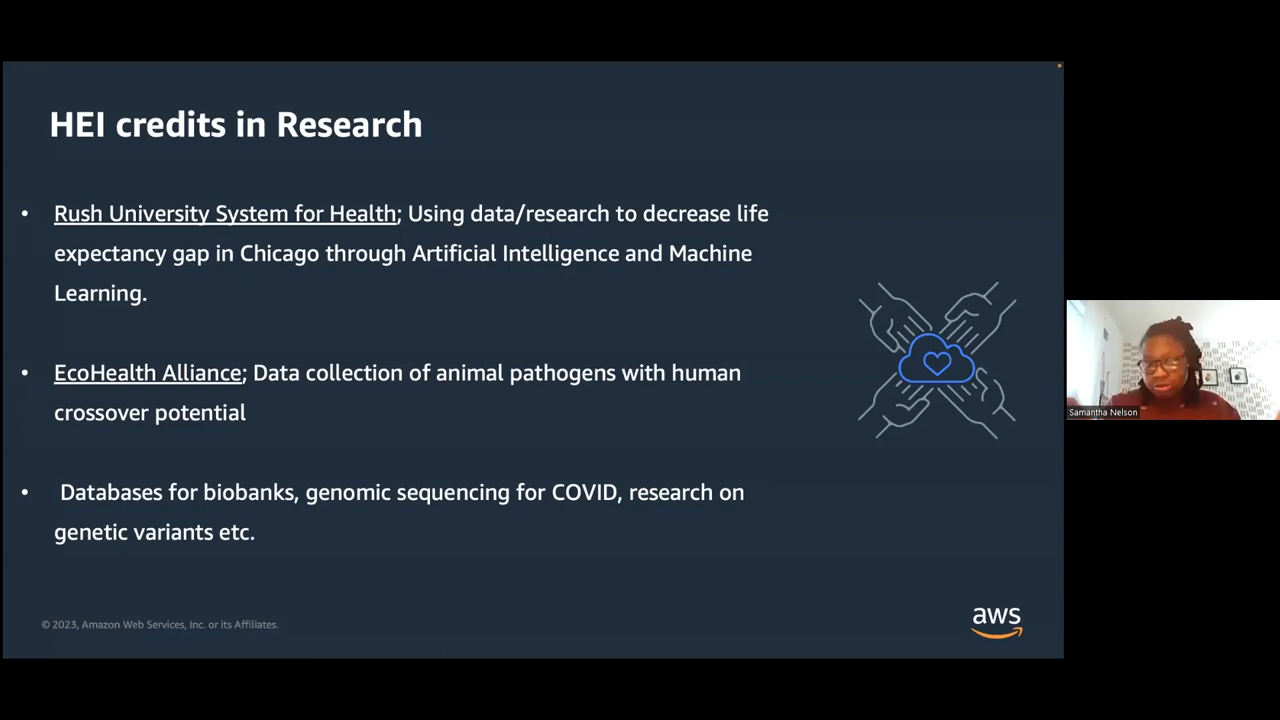 HEI credits in Research
• Rush University System for Health; Using data/research to decrease life
expectancy gap in Chicago through Artificial Intelligence and Machine
Learning.
• EcoHealth Alliance; Data collection of animal pathogens with human
crossover potential
• Databases for biobanks, genomic sequencing for COVID, research on
genetic variants etc.
Samantha Nelson
© 2023, Amazon Web Services, Inc. or its Affiliates.
aws